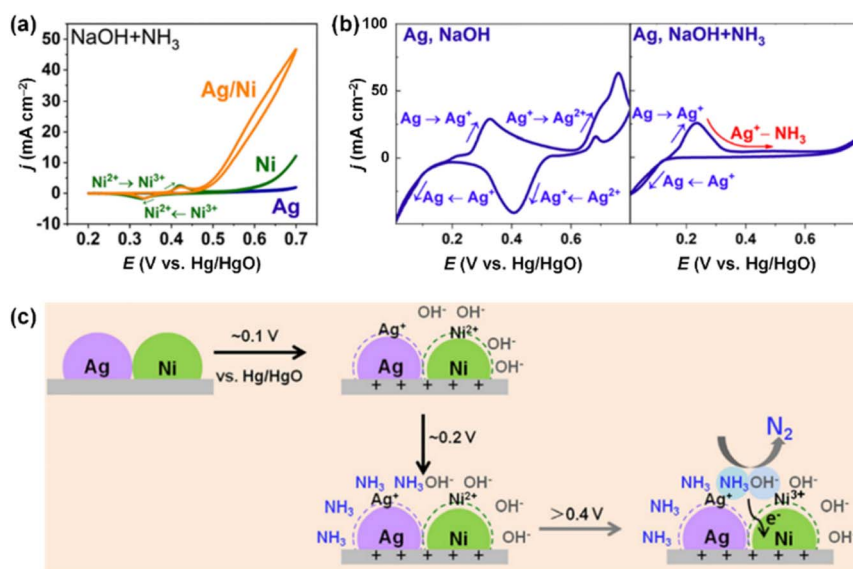 (a)
NaOH+NH₃
50
40
30
20
10
0
-10
j (mA cm⁻²)
Ag/Ni
Ni
Ag
Ni²⁺→ Ni³⁺
Ni²⁺← Ni³⁺
0.2 0.3 0.4 0.5 0.6 0.7
E (V vs. Hg/HgO)
(b)
100
50
0
-50
j (mA cm⁻²)
Ag, NaOH
Ag → Ag⁺
Ag⁺→ Ag²⁺
Ag ← Ag⁺
Ag⁺← Ag²⁺
0.2 0.4 0.6
E (V vs. Hg/HgO)
Ag, NaOH+NH₃
Ag → Ag⁺
Ag⁺– NH₃
Ag ← Ag⁺
0.2 0.4 0.6
E (V vs. Hg/HgO)
(c)
Ag Ni
~0.1 V
vs. Hg/HgO
OH⁻ OH⁻
Ag⁺ Ni²⁺ OH⁻
Ag Ni OH⁻
OH⁻
+ + + + +
~0.2 V
NH₃ NH₃OH⁻ OH⁻
NH₃ Ag⁺ Ni²⁺ OH⁻
NH₃ Ag Ni OH⁻
+ + + + +
>0.4 V
N₂
NH₃ NH₃OH⁻
NH₃ Ag⁺ Ni³⁺ OH⁻
e⁻
NH₃ Ag Ni OH⁻
+ + + + +